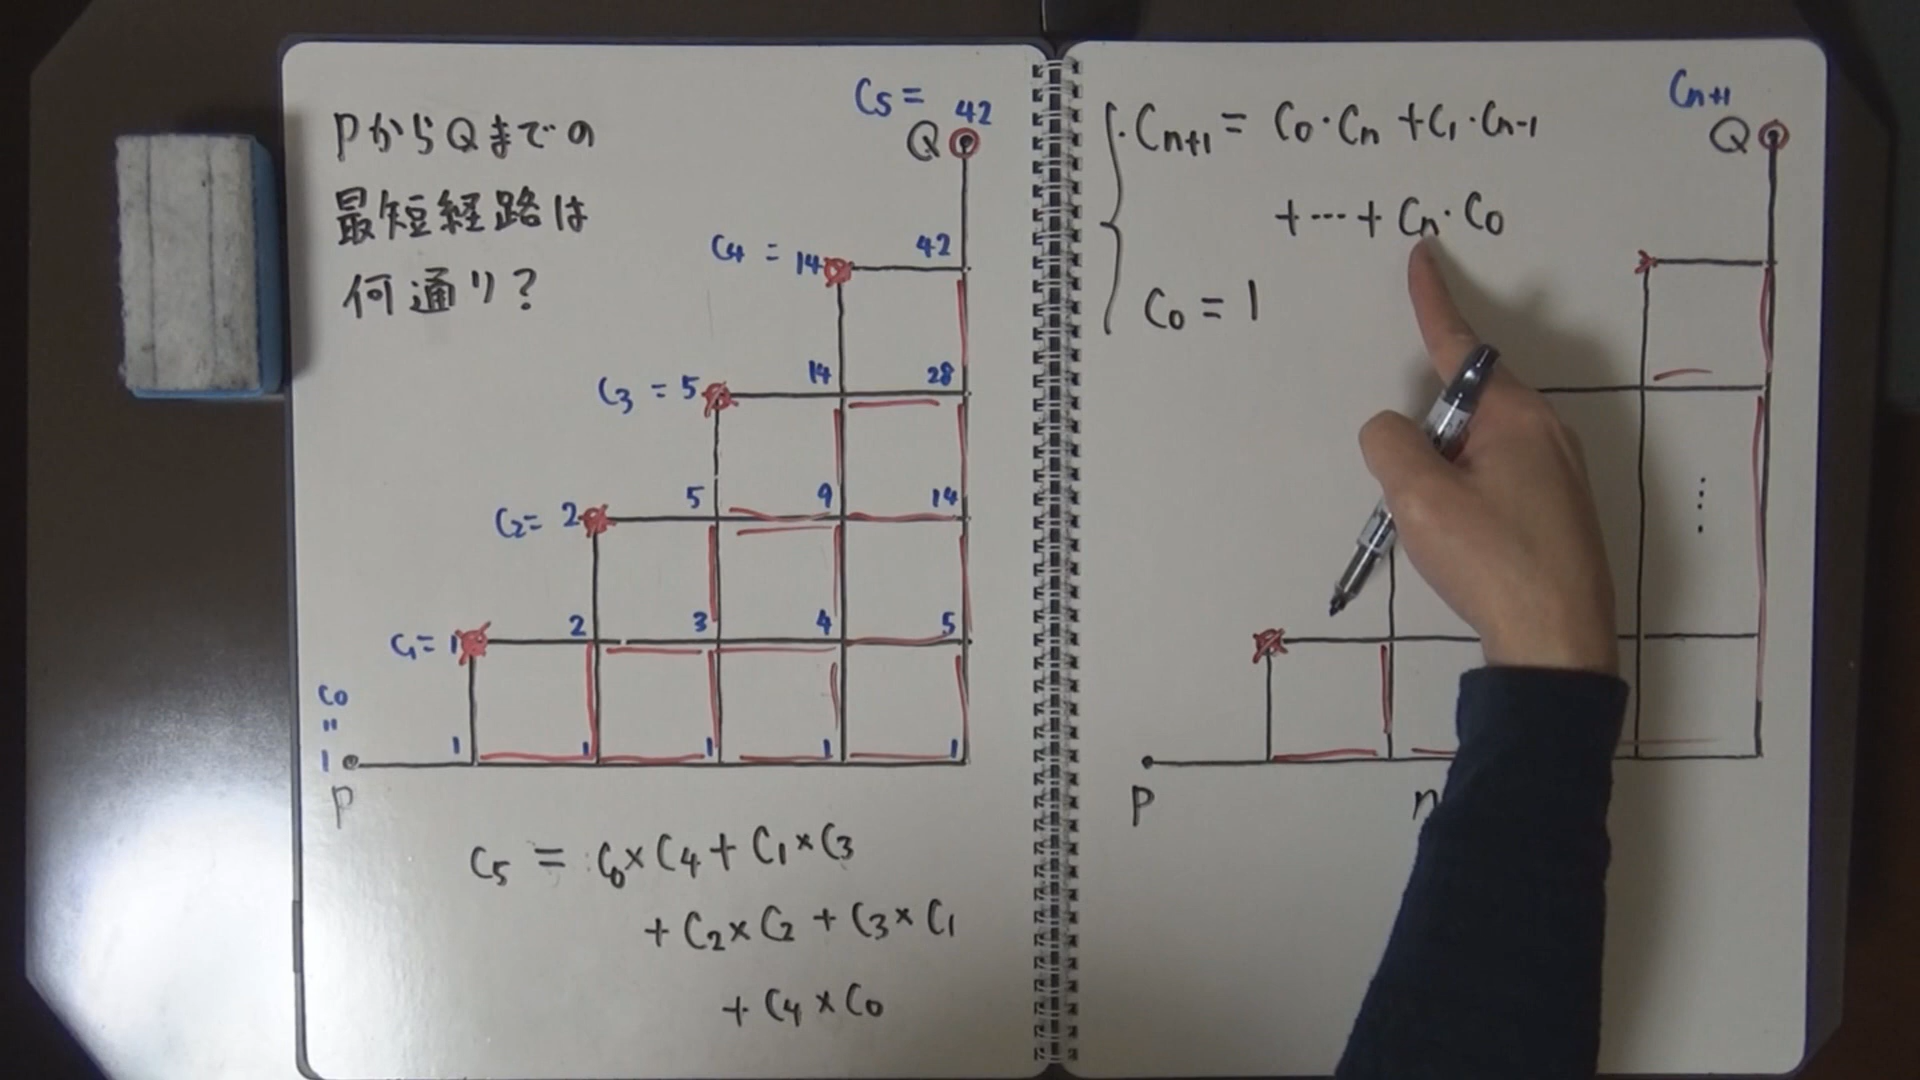 PからQまでの
最短経路は
何通り?
C5 = 42
Q
C4 = 14
42
C3 = 5
14
28
C2 = 2
5
9
14
C1 = 1
2
3
4
5
C0
"
1
1
1
1
1
1
P
C5 = C0×C4+C1×C3
+C2×C2+C3×C1
+C4×C0
Cn+1 = C0・Cn+C1・Cn-1
+⋯+Cn・C0
C0 = 1
Cn+1
Q
⋮
P
n